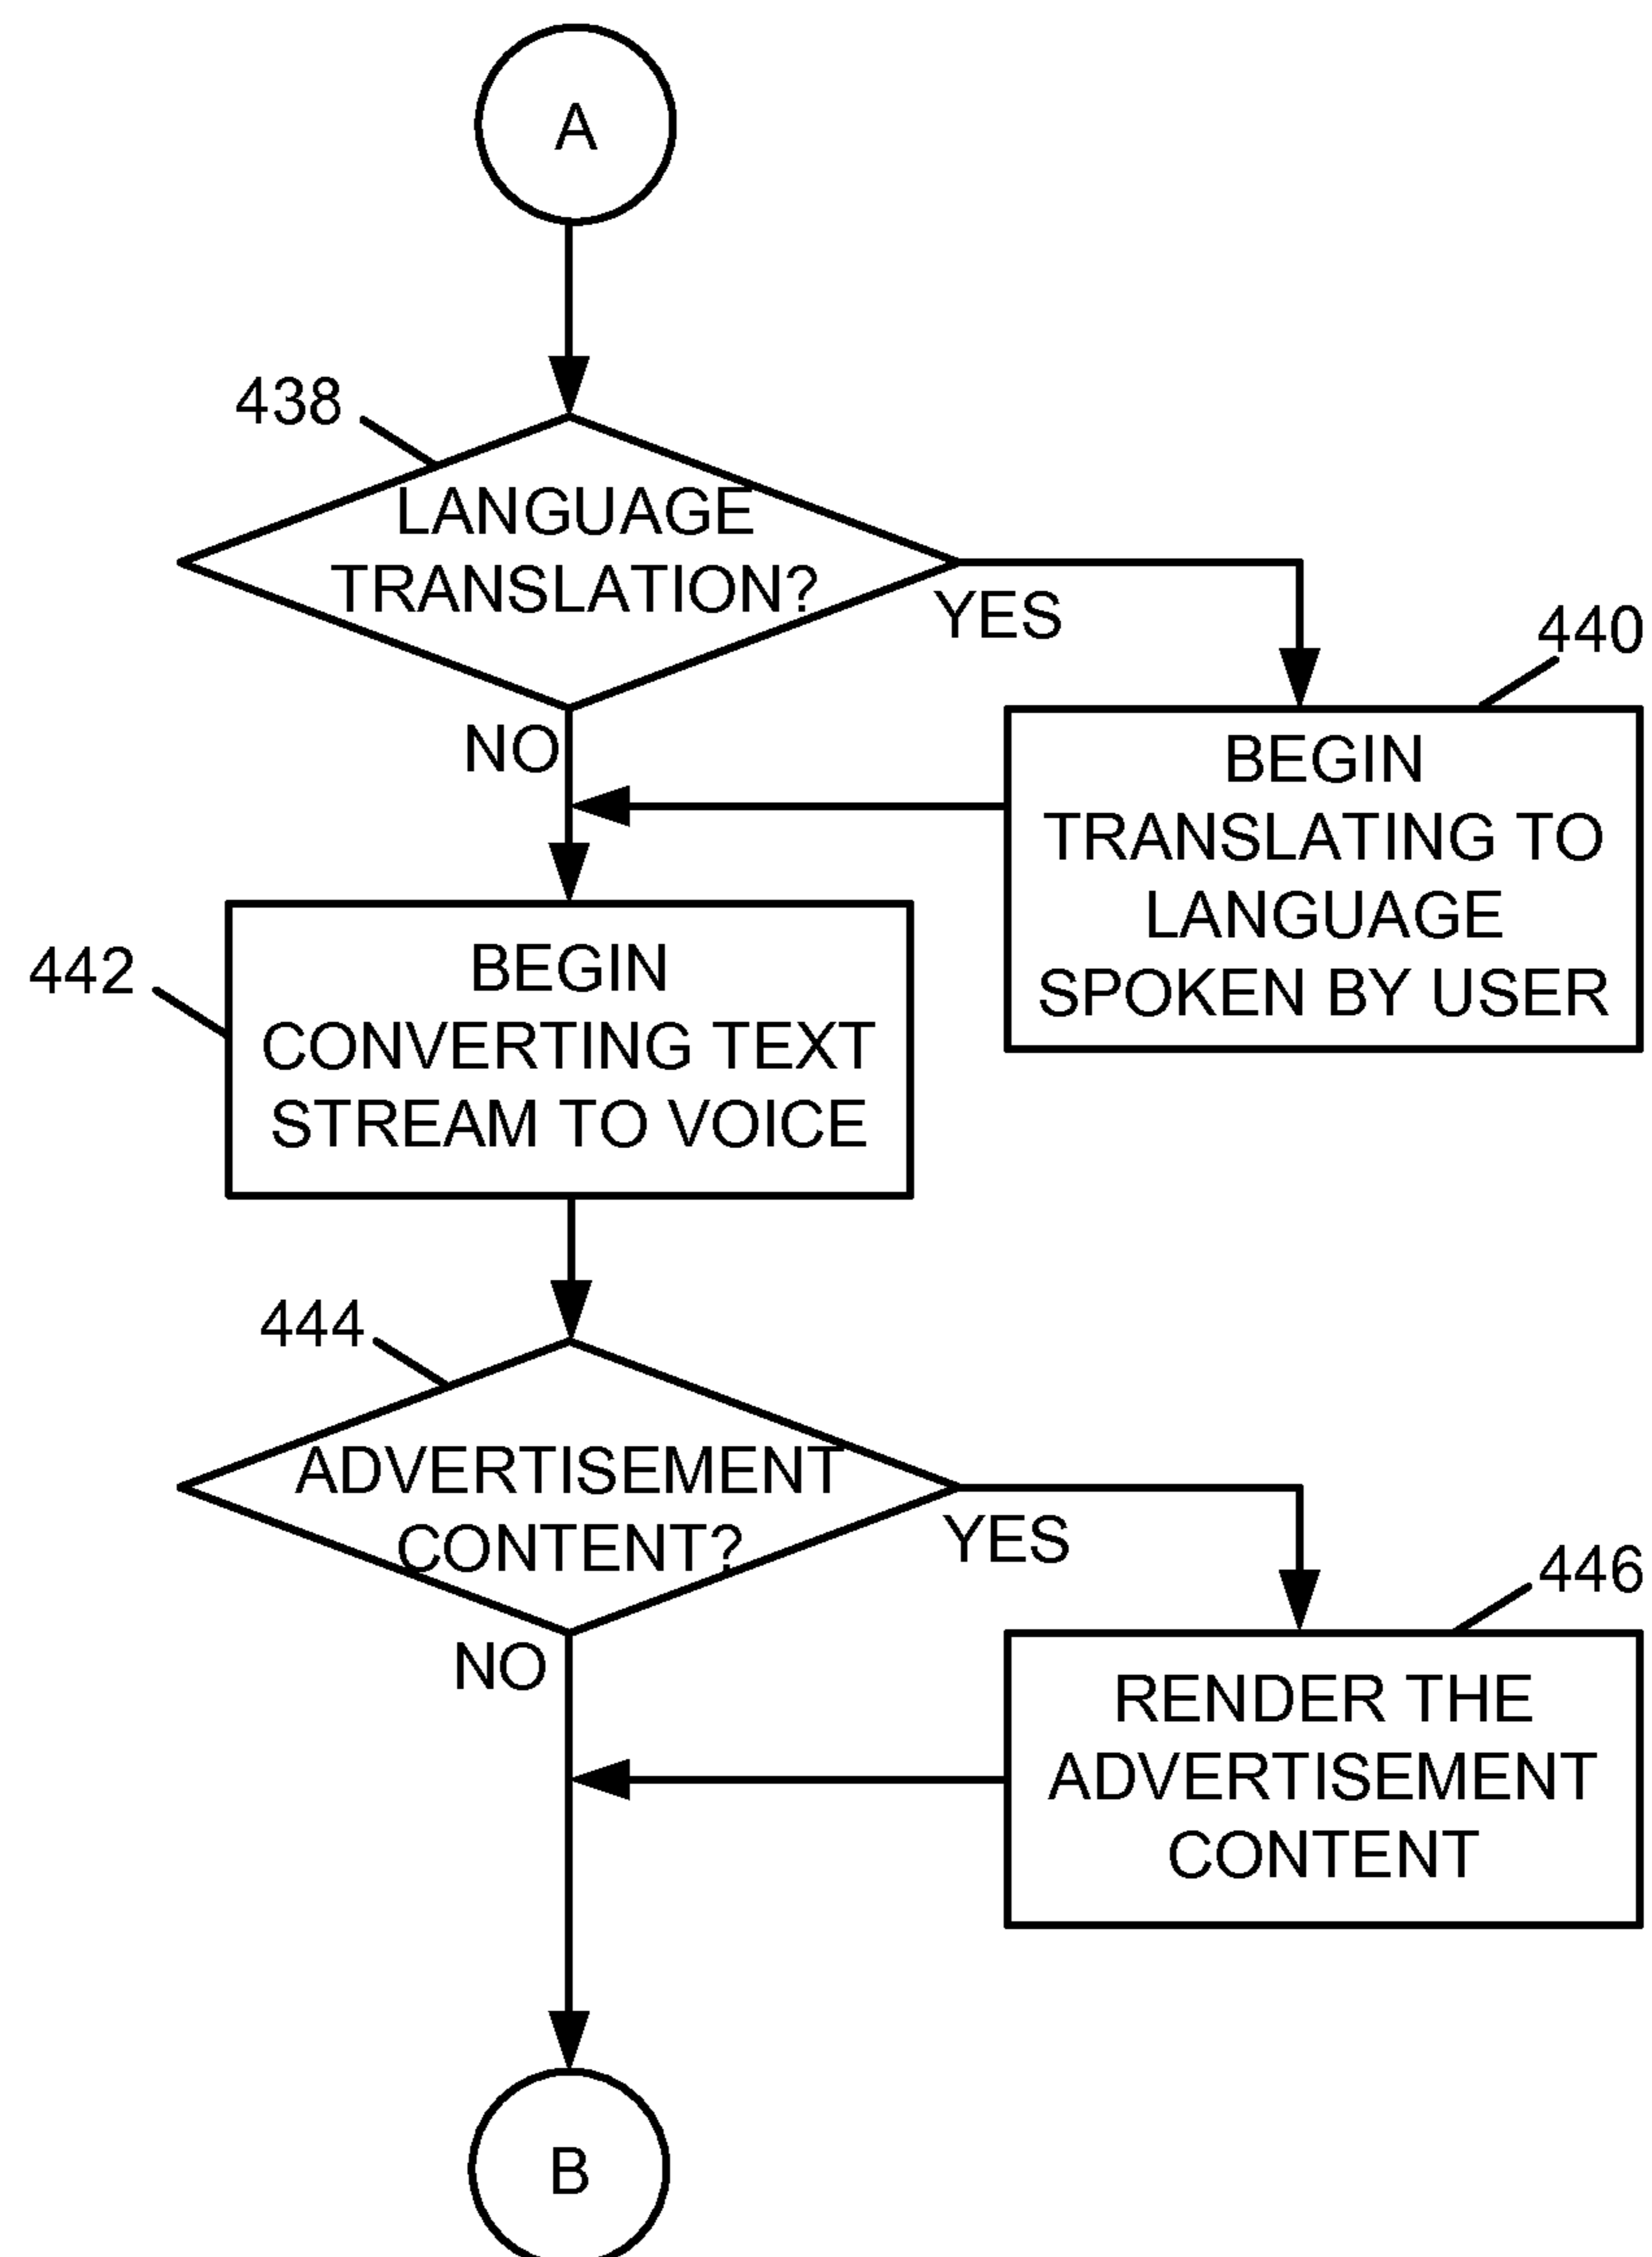 A
438
LANGUAGE
TRANSLATION?
YES
440
NO
BEGIN
TRANSLATING TO
LANGUAGE
SPOKEN BY USER
442
BEGIN
CONVERTING TEXT
STREAM TO VOICE
444
ADVERTISEMENT
CONTENT?
YES
446
NO
RENDER THE
ADVERTISEMENT
CONTENT
B